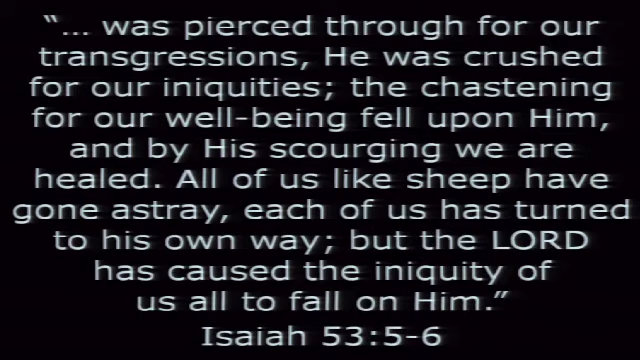 “... was pierced through for our
transgressions, He was crushed
for our iniquities; the chastening
for our well-being fell upon Him,
and by His scourging we are
healed. All of us like sheep have
gone astray, each of us has turned
to his own way; but the LORD
has caused the iniquity of
us all to fall on Him.”
Isaiah 53:5-6